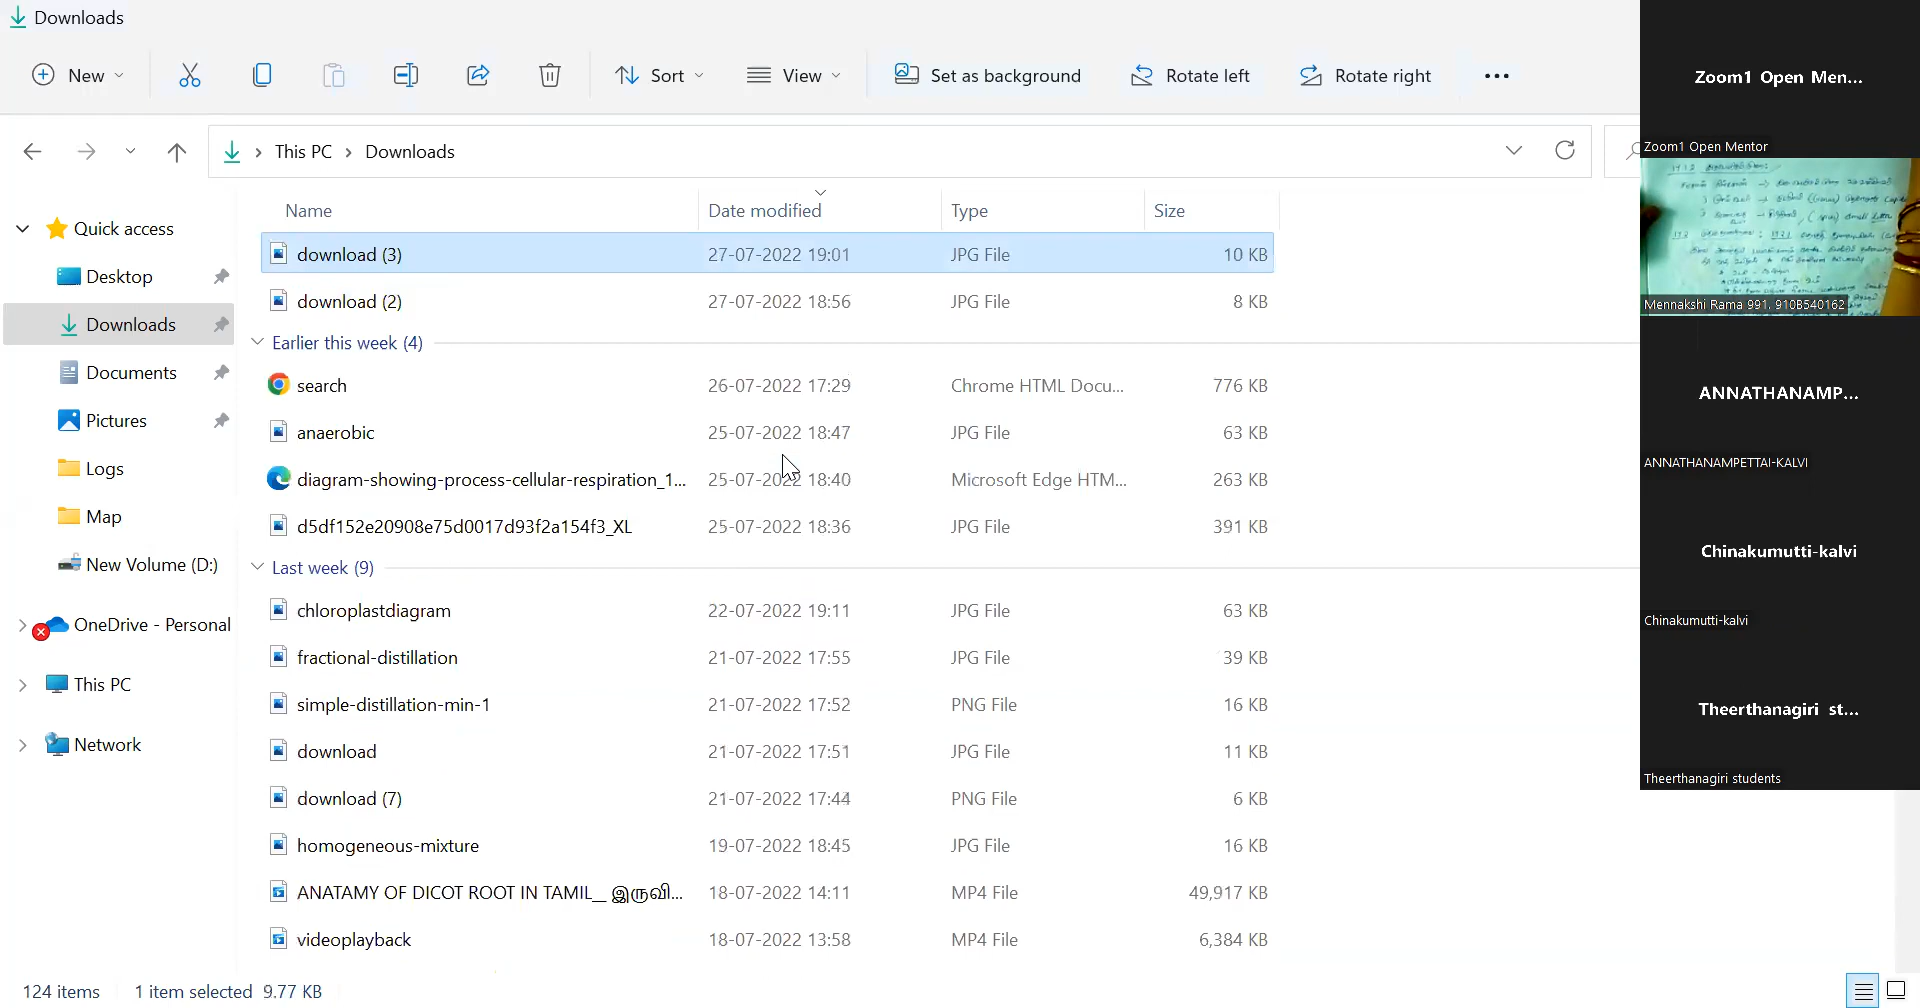 Downloads
New
Sort
View
Set as background
Rotate left
Rotate right
This PC > Downloads
Name Date modified Type Size
Quick access
Desktop
Downloads
Documents
Pictures
Logs
Map
New Volume (D:)
OneDrive - Personal
This PC
Network
download (3) 27-07-2022 19:01 JPG File 10 KB
download (2) 27-07-2022 18:56 JPG File 8 KB
Earlier this week (4)
search 26-07-2022 17:29 Chrome HTML Docu... 776 KB
anaerobic 25-07-2022 18:47 JPG File 63 KB
diagram-showing-process-cellular-respiration_1... 25-07-2022 18:40 Microsoft Edge HTM... 263 KB
d5df152e20908e75d0017d93f2a154f3_XL 25-07-2022 18:36 JPG File 391 KB
Last week (9)
chloroplastdiagram 22-07-2022 19:11 JPG File 63 KB
fractional-distillation 21-07-2022 17:55 JPG File 39 KB
simple-distillation-min-1 21-07-2022 17:52 PNG File 16 KB
download 21-07-2022 17:51 JPG File 11 KB
download (7) 21-07-2022 17:44 PNG File 6 KB
homogeneous-mixture 19-07-2022 18:45 JPG File 16 KB
ANATAMY OF DICOT ROOT IN TAMIL_ இருவி... 18-07-2022 14:11 MP4 File 49,917 KB
videoplayback 18-07-2022 13:58 MP4 File 6,384 KB
124 items 1 item selected 9.77 KB
Zoom1 Open Men...
Zoom1 Open Mentor
Mennakshi Rama 991. 910B540162
ANNATHANAMP...
ANNATHANAMPETTAI-KALVI
Chinakumutti-kalvi
Chinakumutti-kalvi
Theerthanagiri st...
Theerthanagiri students